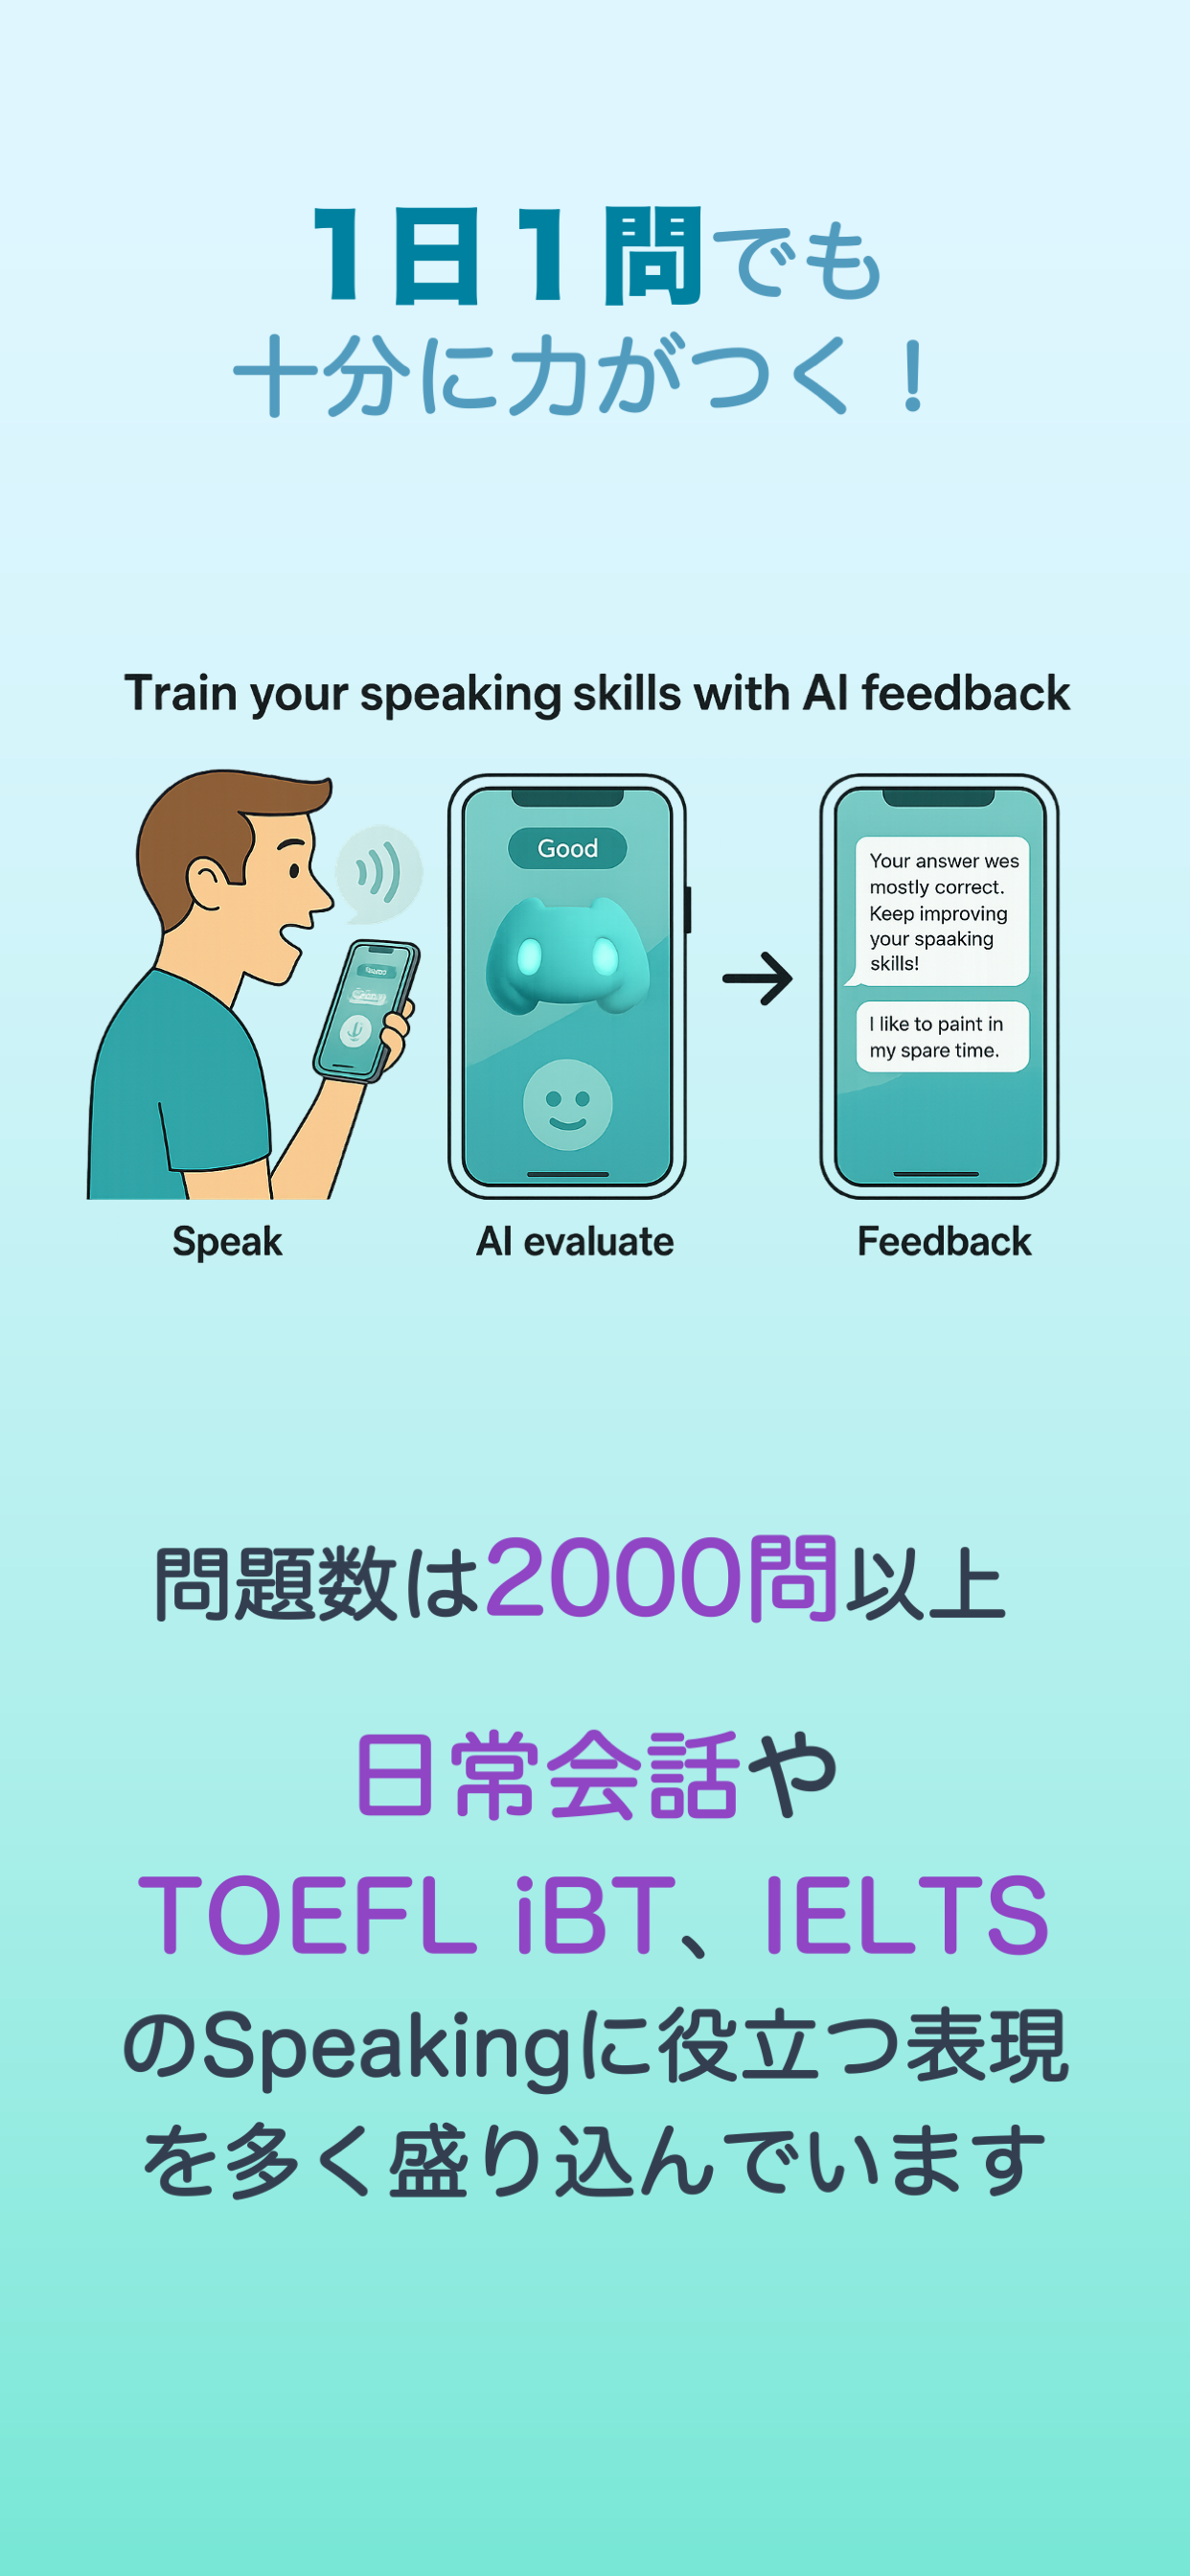 1日1問でも
十分に力がつく！
Train your speaking skills with AI feedback
Good
Your answer wes
mostly correct.
Keep improving
your spaaking
skills!
I like to paint in
my spare time.
Speak
AI evaluate
Feedback
問題数は2000問以上
日常会話や
TOEFL iBT、IELTS
のSpeakingに役立つ表現
を多く盛り込んでいます